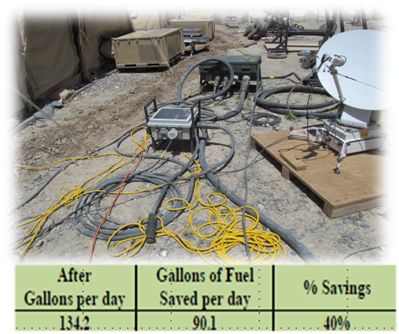 After
Gallons per day
Gallons of Fuel
Saved per day
% Savings
134.2
90.1
40%